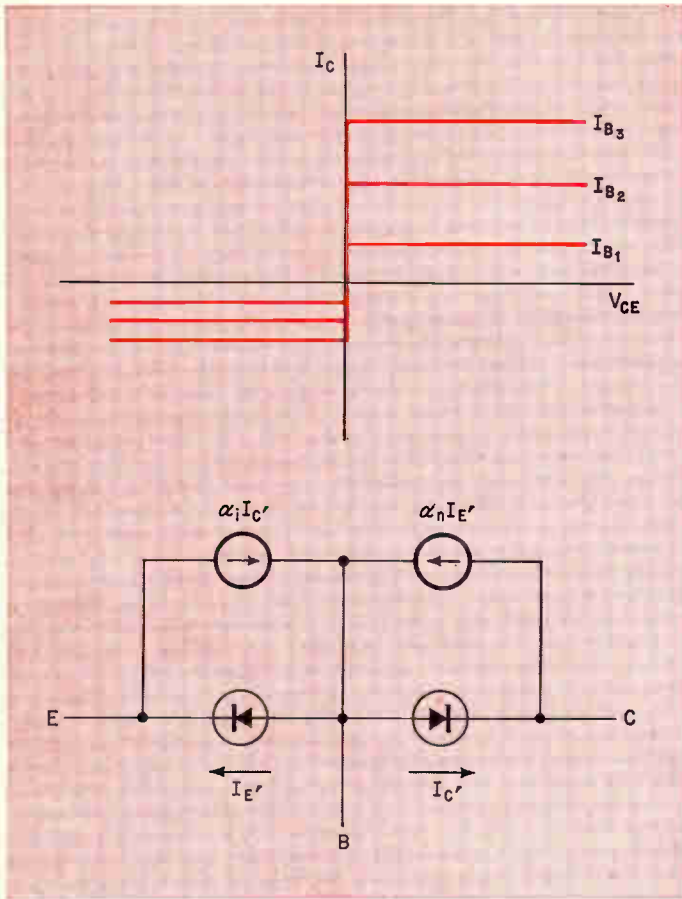 I_C
I_B₃
I_B₂
I_B₁
V_CE
α_i I_C′ α_n I_E′
E C
I_E′ I_C′
B